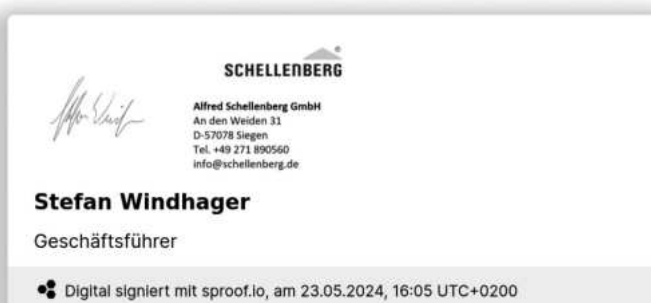 SCHELLENBERG
Alfred Schellenberg GmbH
An den Weiden 31
D-57078 Siegen
Tel. +49 271 890560
info@schellenberg.de
Stefan Windhager
Geschäftsführer
Digital signiert mit sproof.io, am 23.05.2024, 16:05 UTC+0200